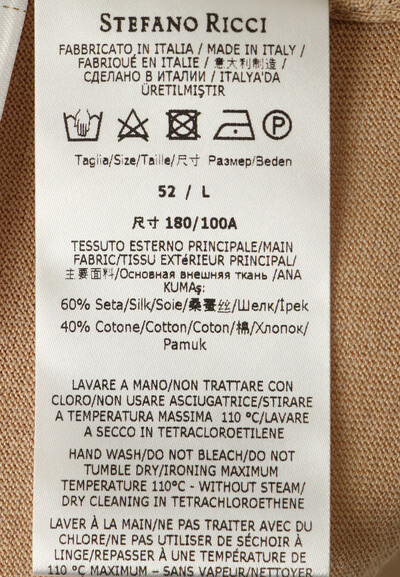 STEFANO RICCI
FABBRICATO IN ITALIA / MADE IN ITALY /
FABRIQUÉ EN ITALIE / 意大利制造 /
СДЕЛАНО В ИТАЛИИ / ITALYA'DA
ÜRETILMIŞTIR
P
Taglia/Size/Taille/尺寸 Размер/Beden
52 / L
尺寸 180/100A
TESSUTO ESTERNO PRINCIPALE/MAIN
FABRIC/TISSU EXTéRIEUR PRINCIPAL/
主要面料/Основная внешняя ткань /ANA
KUMAş:
60% Seta/Silk/Soie/桑蚕丝/Шелк/İpek
40% Cotone/Cotton/Coton/棉/Хлопок/
Pamuk
LAVARE A MANO/NON TRATTARE CON
CLORO/NON USARE ASCIUGATRICE/STIRARE
A TEMPERATURA MASSIMA 110 °C/LAVARE
A SECCO IN TETRACLOROETILENE
HAND WASH/DO NOT BLEACH/DO NOT
TUMBLE DRY/IRONING MAXIMUM
TEMPERATURE 110°C - WITHOUT STEAM/
DRY CLEANING IN TETRACHLOROETHENE
LAVER À LA MAIN/NE PAS TRAITER AVEC DU
CHLORE/NE PAS UTILISER DE SÉCHOIR À
LINGE/REPASSER À UNE TEMPÉRATURE DE
110 °C MAXIMUM – SANS VAPEUR/NETTOYER